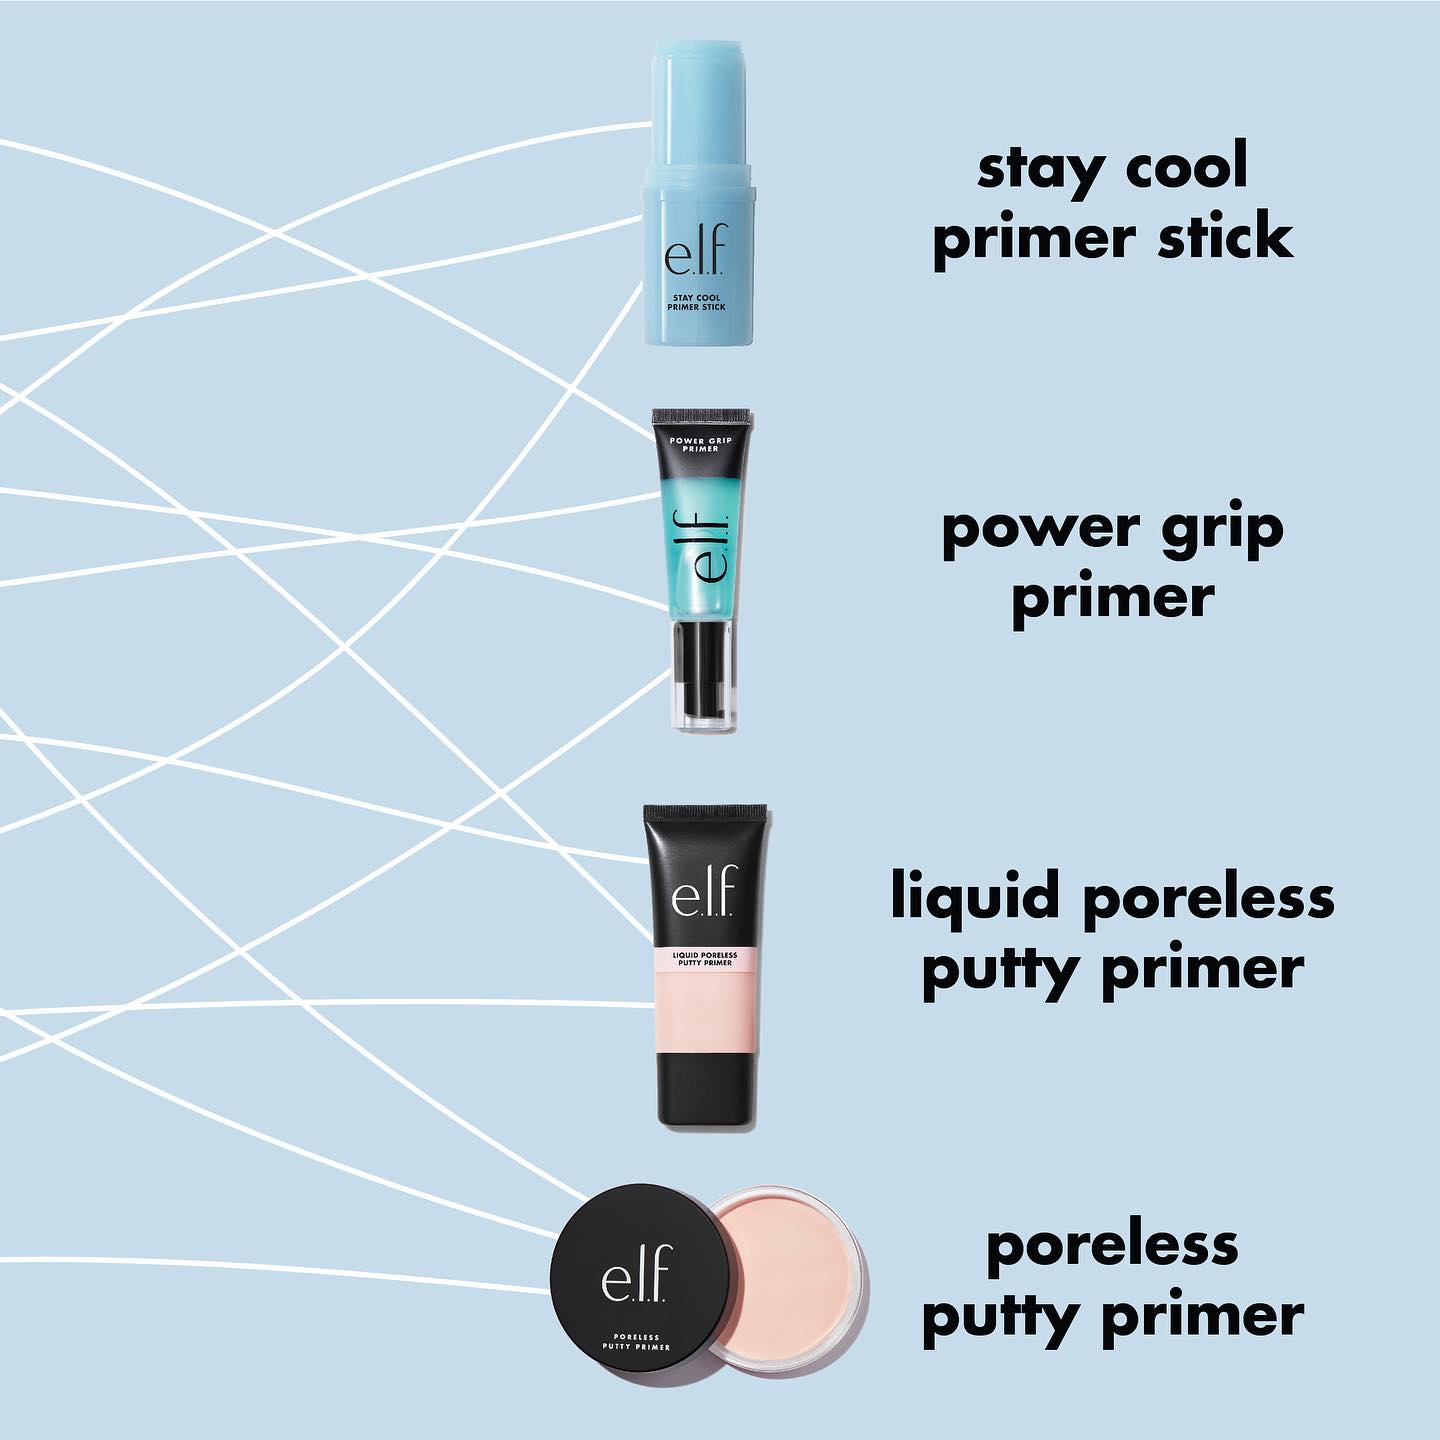 e.l.f.
STAY COOL
PRIMER STICK
stay cool
primer stick
POWER GRIP
PRIMER
e.l.f.
power grip
primer
e.l.f.
LIQUID PORELESS
PUTTY PRIMER
liquid poreless
putty primer
e.l.f.
PORELESS
PUTTY PRIMER
poreless
putty primer